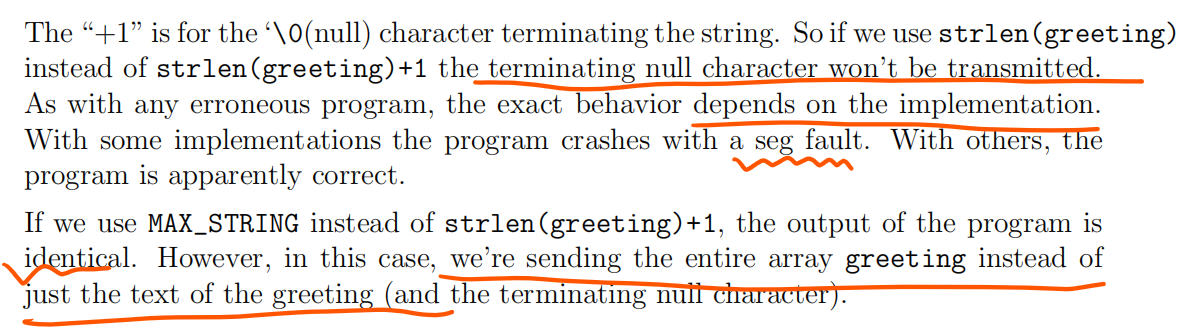 The “+1” is for the ‘\0(null) character terminating the string. So if we use strlen(greeting)
instead of strlen(greeting)+1 the terminating null character won’t be transmitted.
As with any erroneous program, the exact behavior depends on the implementation.
With some implementations the program crashes with a seg fault. With others, the
program is apparently correct.
If we use MAX_STRING instead of strlen(greeting)+1, the output of the program is
identical. However, in this case, we’re sending the entire array greeting instead of
just the text of the greeting (and the terminating null character).